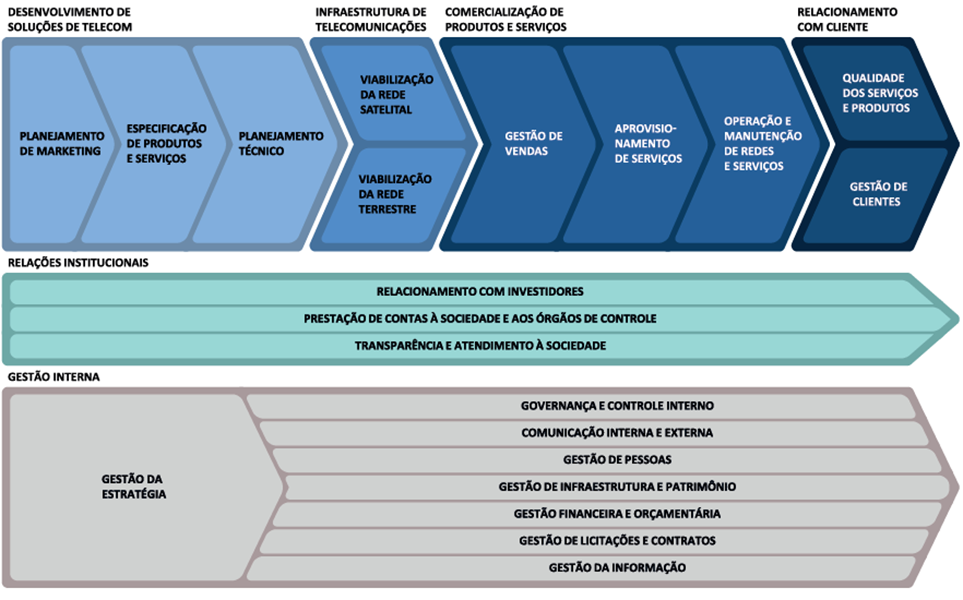 DESENVOLVIMENTO DE
SOLUÇÕES DE TELECOM
INFRAESTRUTURA DE
TELECOMUNICAÇÕES
COMERCIALIZAÇÃO DE
PRODUTOS E SERVIÇOS
RELACIONAMENTO
COM CLIENTE
PLANEJAMENTO
DE MARKETING
ESPECIFICAÇÃO
DE PRODUTOS
E SERVIÇOS
PLANEJAMENTO
TÉCNICO
VIABILIZAÇÃO
DA REDE
SATELITAL
VIABILIZAÇÃO
DA REDE
TERRESTRE
GESTÃO DE
VENDAS
APROVISIO-
NAMENTO
DE SERVIÇOS
OPERAÇÃO E
MANUTENÇÃO
DE REDES
E SERVIÇOS
QUALIDADE
DOS SERVIÇOS
E PRODUTOS
GESTÃO DE
CLIENTES
RELAÇÕES INSTITUCIONAIS
RELACIONAMENTO COM INVESTIDORES
PRESTAÇÃO DE CONTAS À SOCIEDADE E AOS ÓRGÃOS DE CONTROLE
TRANSPARÊNCIA E ATENDIMENTO À SOCIEDADE
GESTÃO INTERNA
GESTÃO DA
ESTRATÉGIA
GOVERNANÇA E CONTROLE INTERNO
COMUNICAÇÃO INTERNA E EXTERNA
GESTÃO DE PESSOAS
GESTÃO DE INFRAESTRUTURA E PATRIMÔNIO
GESTÃO FINANCEIRA E ORÇAMENTÁRIA
GESTÃO DE LICITAÇÕES E CONTRATOS
GESTÃO DA INFORMAÇÃO